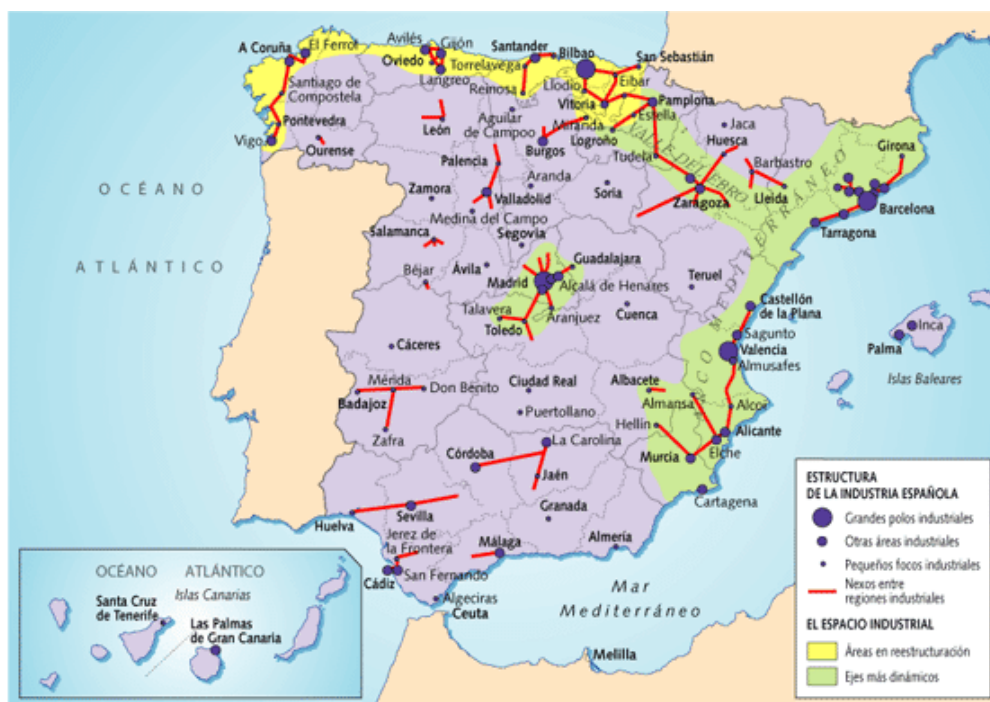 A Coruña
El Ferrol
Avilés
Gijón
Oviedo
Langreo
Santander
Torrelavega
Reinosa
Bilbao
San Sebastián
Llodio
Eibar
Vitoria
Pamplona
Estella
Miranda
Logroño
Santiago de
Compostela
Pontevedra
Vigo
Ourense
León
Aguilar
de Campoo
Burgos
Palencia
Jaca
Huesca
Barbastro
Girona
Tudela
VALLE DEL EBRO
Zaragoza
Lleida
Barcelona
Tarragona
ARCO MEDITERRÁNEO
OCÉANO
ATLÁNTICO
Zamora
Valladolid
Aranda
Soria
Medina del Campo
Segovia
Salamanca
Ávila
Béjar
Guadalajara
Madrid
Alcalá de Henares
Talavera
Toledo
Aranjuez
Cuenca
Teruel
Castellón
de la Plana
Sagunto
Valencia
Almusafes
Inca
Palma
Islas Baleares
Cáceres
Mérida
Don Benito
Badajoz
Zafra
Ciudad Real
Puertollano
Albacete
Almansa
Hellín
Alcoi
Alicante
Elche
Murcia
Cartagena
Córdoba
La Carolina
Jaén
Granada
Almería
Huelva
Sevilla
Jerez de
la Frontera
Málaga
Cádiz
San Fernando
Algeciras
Ceuta
Melilla
Mar
Mediterráneo
OCÉANO ATLÁNTICO
Islas Canarias
Santa Cruz
de Tenerife
Las Palmas
de Gran Canaria
ESTRUCTURA
DE LA INDUSTRIA ESPAÑOLA
Grandes polos industriales
Otras áreas industriales
Pequeños focos industriales
Nexos entre
regiones industriales
EL ESPACIO INDUSTRIAL
Áreas en reestructuración
Ejes más dinámicos